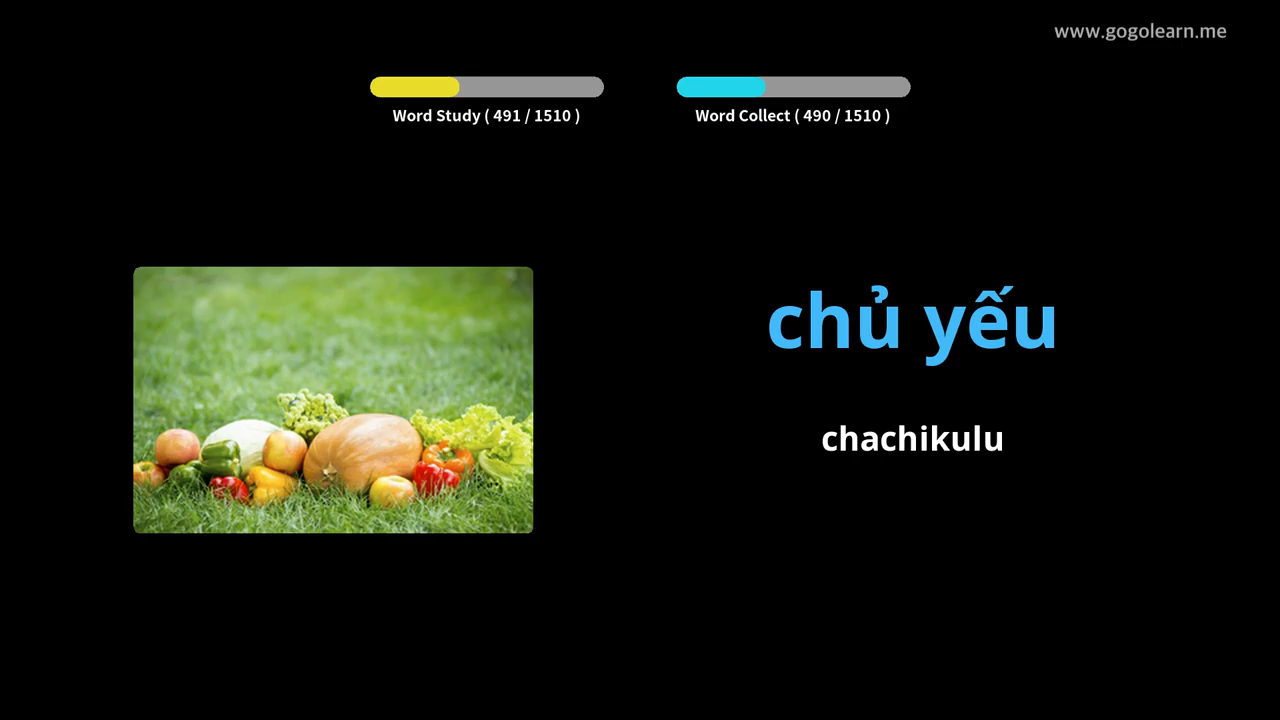 www.gogolearn.me
Word Study ( 491 / 1510 )
Word Collect ( 490 / 1510 )
chủ yếu
chachikulu